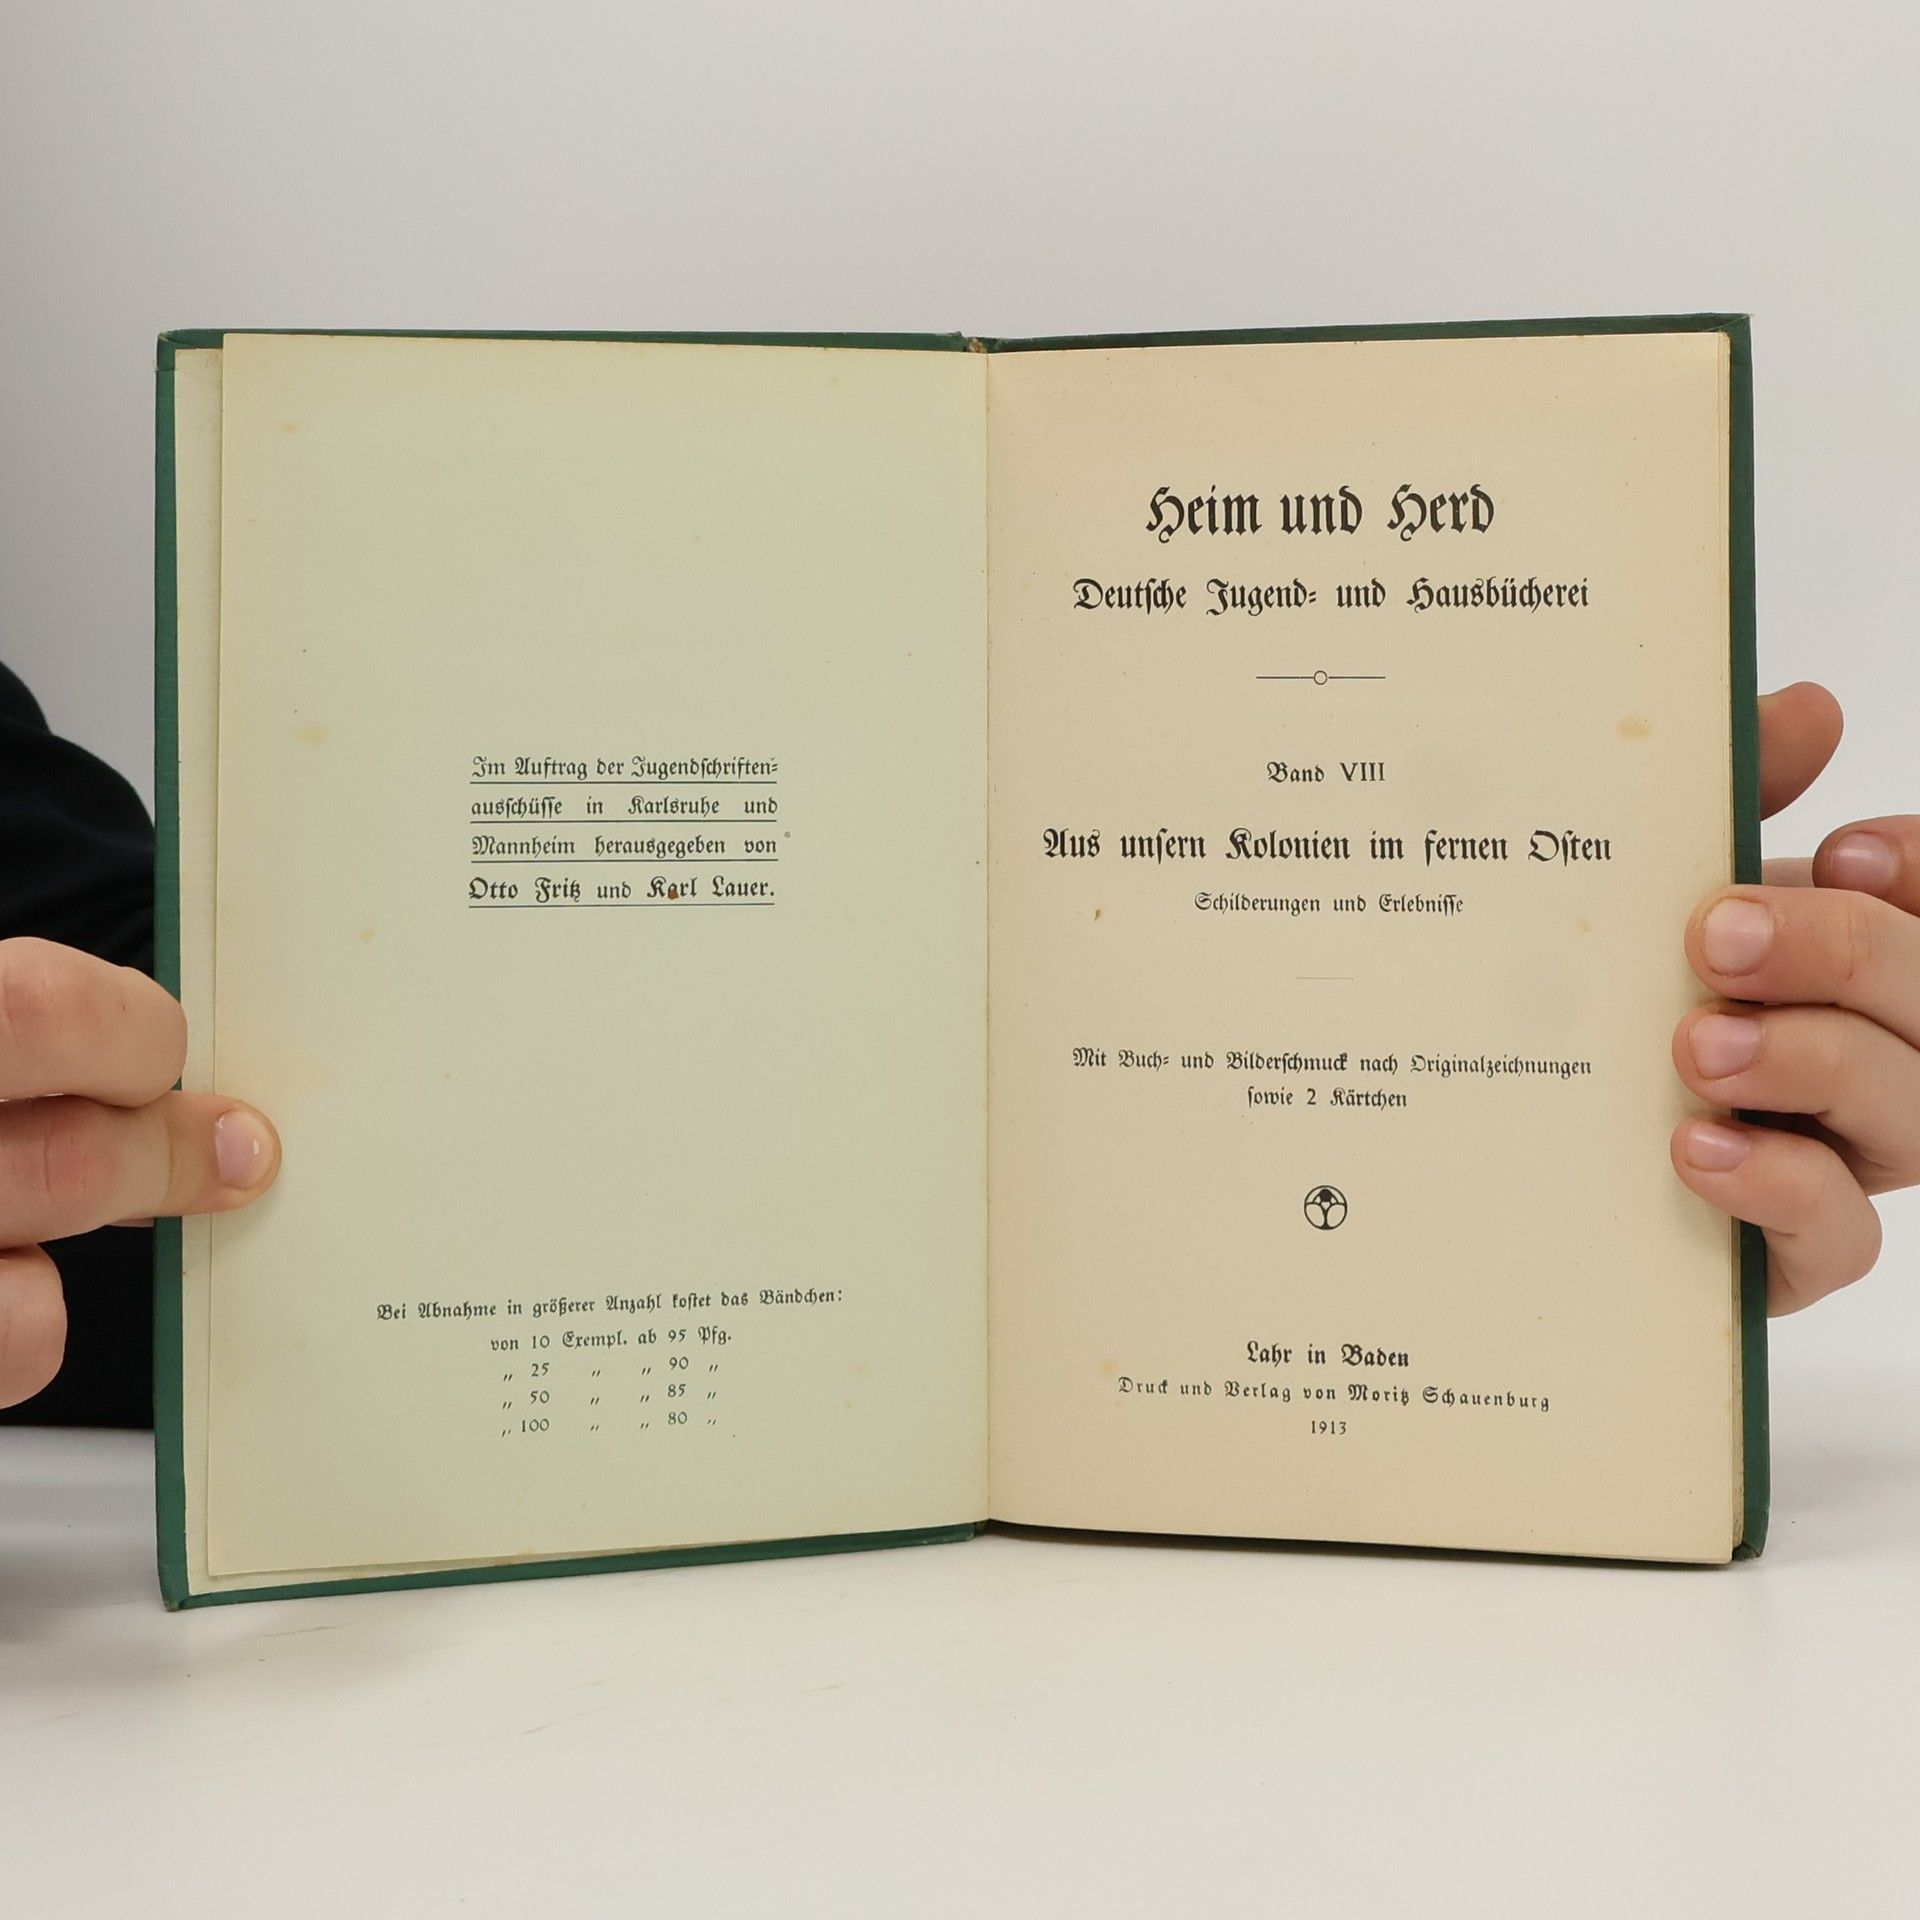 Im Auftrag der Jugendschriften-
ausschüsse in Karlsruhe und
Mannheim herausgegeben von
Otto Fritz und Karl Lauer.
Bei Abnahme in größerer Anzahl kostet das Bändchen:
von 10 Exempl. ab 95 Pfg.
„ 25 „ „ 90 „
„ 50 „ „ 85 „
„ 100 „ „ 80 „
Heim und Herd
Deutsche Jugend- und Hausbücherei
Band VIII
Aus unsern Kolonien im fernen Osten
Schilderungen und Erlebnisse
Mit Buch- und Bilderschmuck nach Originalzeichnungen
sowie 2 Kärtchen
Lahr in Baden
Druck und Verlag von Moritz Schauenburg
1913